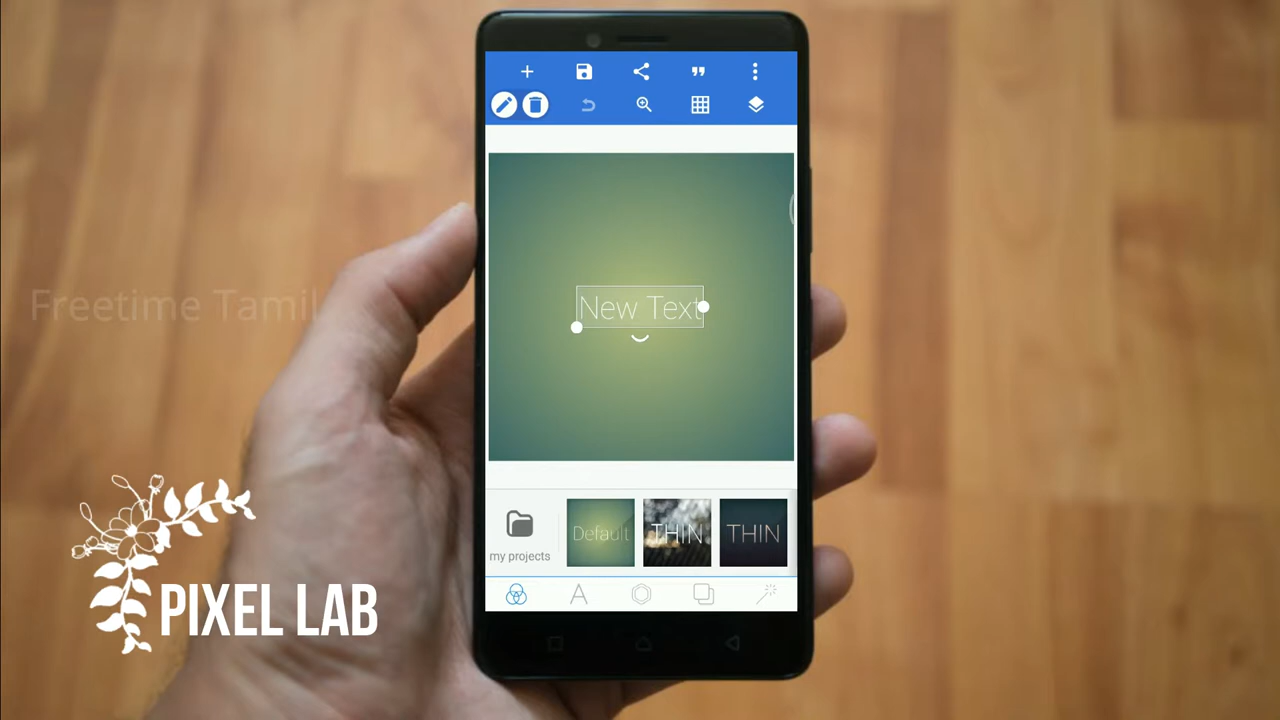 New Text
Freetime Tamil
Default
THIN
THIN
my projects
PIXEL LAB